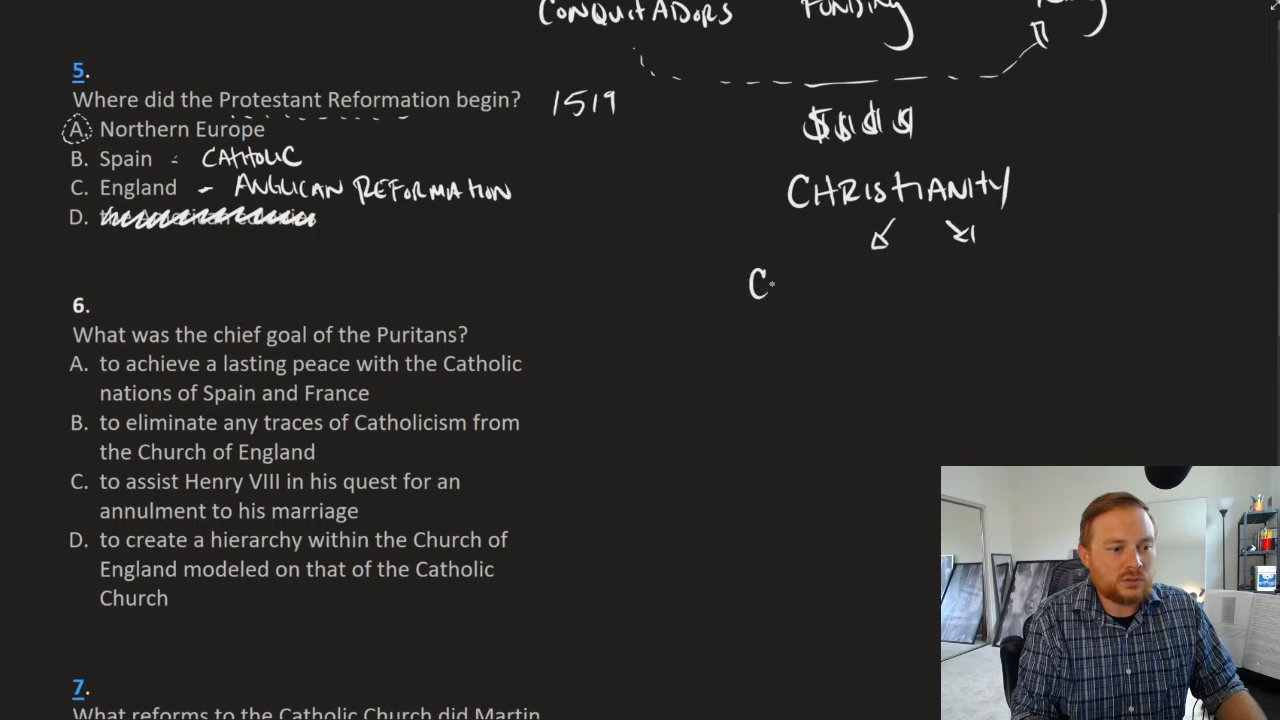 CONQUITADORS FUNDING
5.
Where did the Protestant Reformation begin? 1519
A. Northern Europe
$$$$
B. Spain - CATHOLIC
C. England - ANGLICAN REFORMATION
CHRISTIANITY
D.
C
6.
What was the chief goal of the Puritans?
A. to achieve a lasting peace with the Catholic
nations of Spain and France
B. to eliminate any traces of Catholicism from
the Church of England
C. to assist Henry VIII in his quest for an
annulment to his marriage
D. to create a hierarchy within the Church of
England modeled on that of the Catholic
Church
7.
What reforms to the Catholic Church did Martin